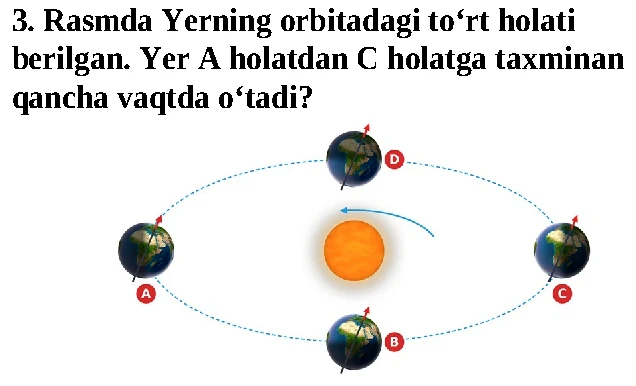 3. Rasmda Yerning orbitadagi to‘rt holati
berilgan. Yer A holatdan C holatga taxminan
qancha vaqtda o‘tadi?
D
A
C
B